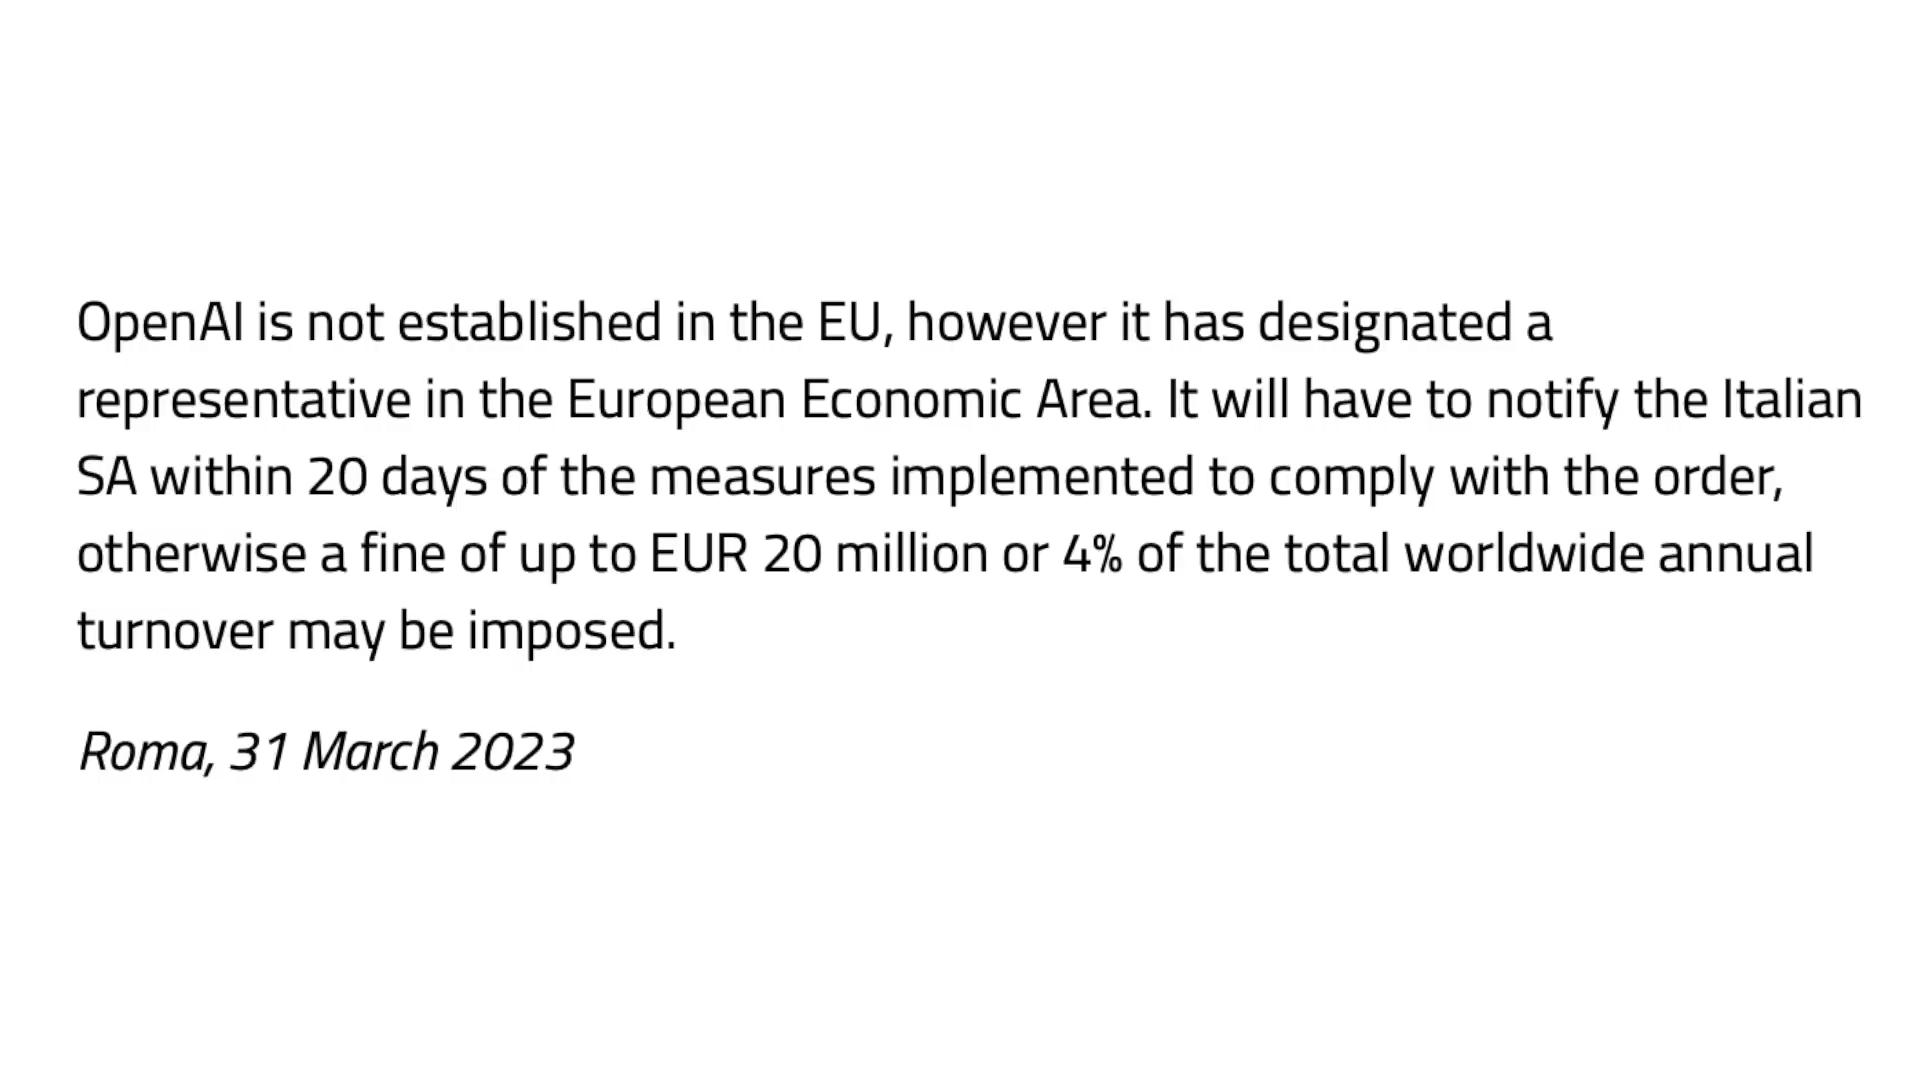 OpenAI is not established in the EU, however it has designated a
representative in the European Economic Area. It will have to notify the Italian
SA within 20 days of the measures implemented to comply with the order,
otherwise a fine of up to EUR 20 million or 4% of the total worldwide annual
turnover may be imposed.
Roma, 31 March 2023